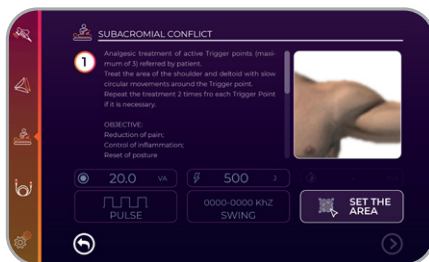 SUBACROMIAL CONFLICT
1
Analgesic treatment of active Trigger points (maxi-
mum of 3) referred by patient.
Treat the area of the shoulder and deltoid with slow
circular movements around the Trigger point.
Repeat the treatment 2 times fro each Trigger Point
if it is necessary.
OBJECTIVE:
Reduction of pain;
Control of inflammation;
Reset of posture
20.0 VA
500 J
PULSE
0000-0000 KhZ
SWING
SET THE
AREA